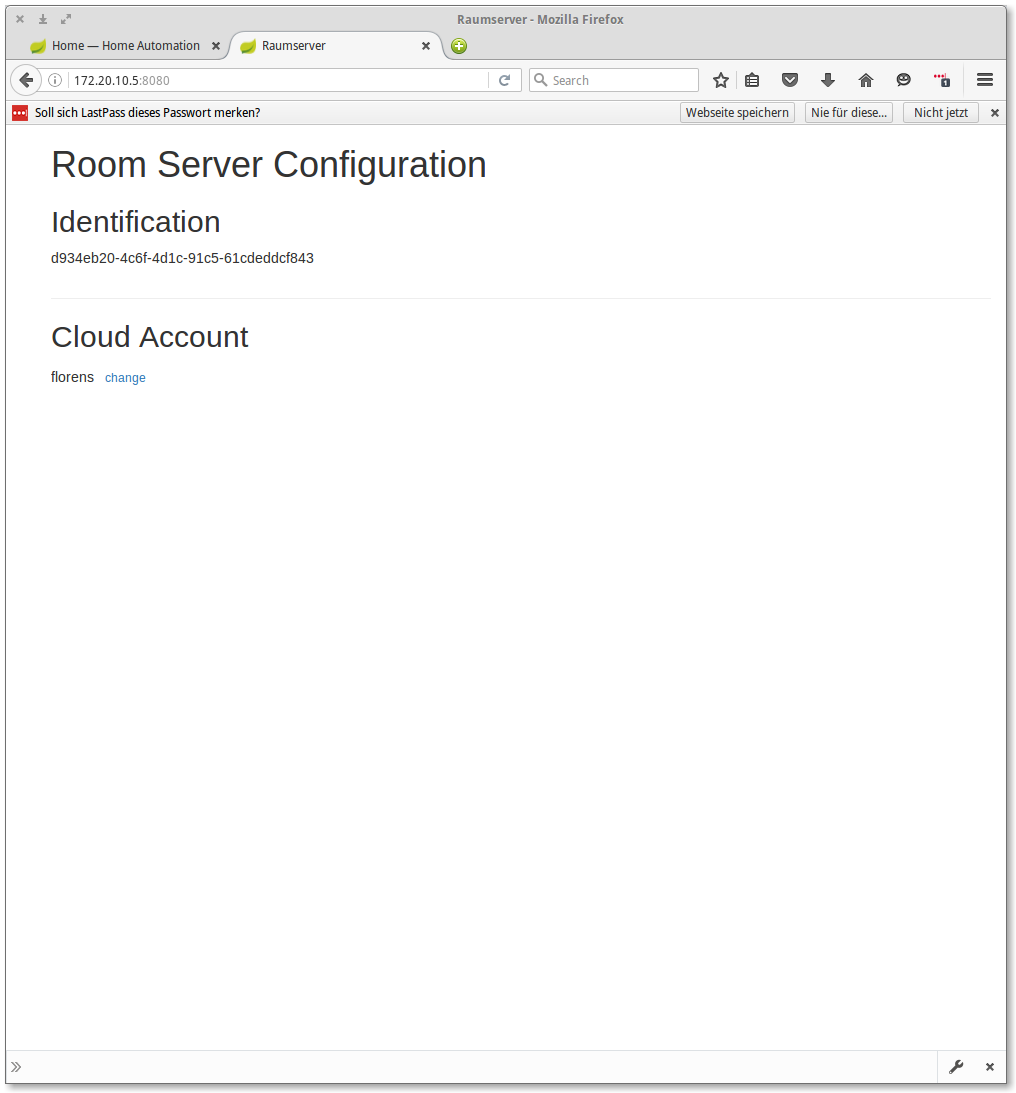 Raumserver - Mozilla Firefox
Home — Home Automation
Raumserver
172.20.10.5:8080
Search
1
Soll sich LastPass dieses Passwort merken?
Webseite speichern
Nie für diese...
Nicht jetzt
Room Server Configuration
Identification
d934eb20-4c6f-4d1c-91c5-61cdeddcf843
Cloud Account
florens change